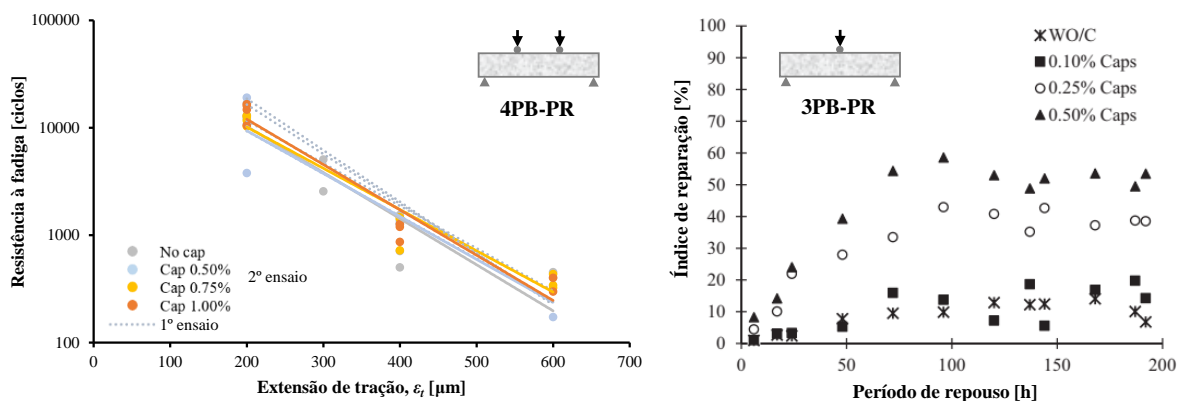 100000
10000
1000
100
0
100
200
300
400
500
600
700
Resistência à fadiga [ciclos]
Extensão de tração, εt [µm]
4PB-PR
No cap
Cap 0.50%
Cap 0.75%
Cap 1.00%
2º ensaio
1º ensaio
100
90
80
70
60
50
40
30
20
10
0
0
50
100
150
200
Índice de reparação [%]
Período de repouso [h]
3PB-PR
WO/C
0.10% Caps
0.25% Caps
0.50% Caps